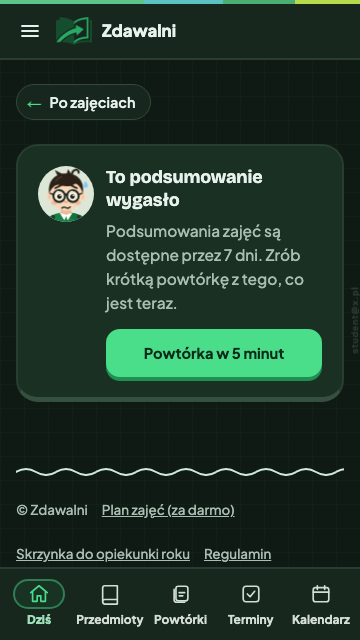 Zdawalni
← Po zajęciach
To podsumowanie
wygasło
Podsumowania zajęć są
dostępne przez 7 dni. Zrób
krótką powtórkę z tego, co
jest teraz.
Powtórka w 5 minut
student@x.pl
© Zdawalni Plan zajęć (za darmo)
Skrzynka do opiekunki roku Regulamin
Dziś Przedmioty Powtórki Terminy Kalendarz